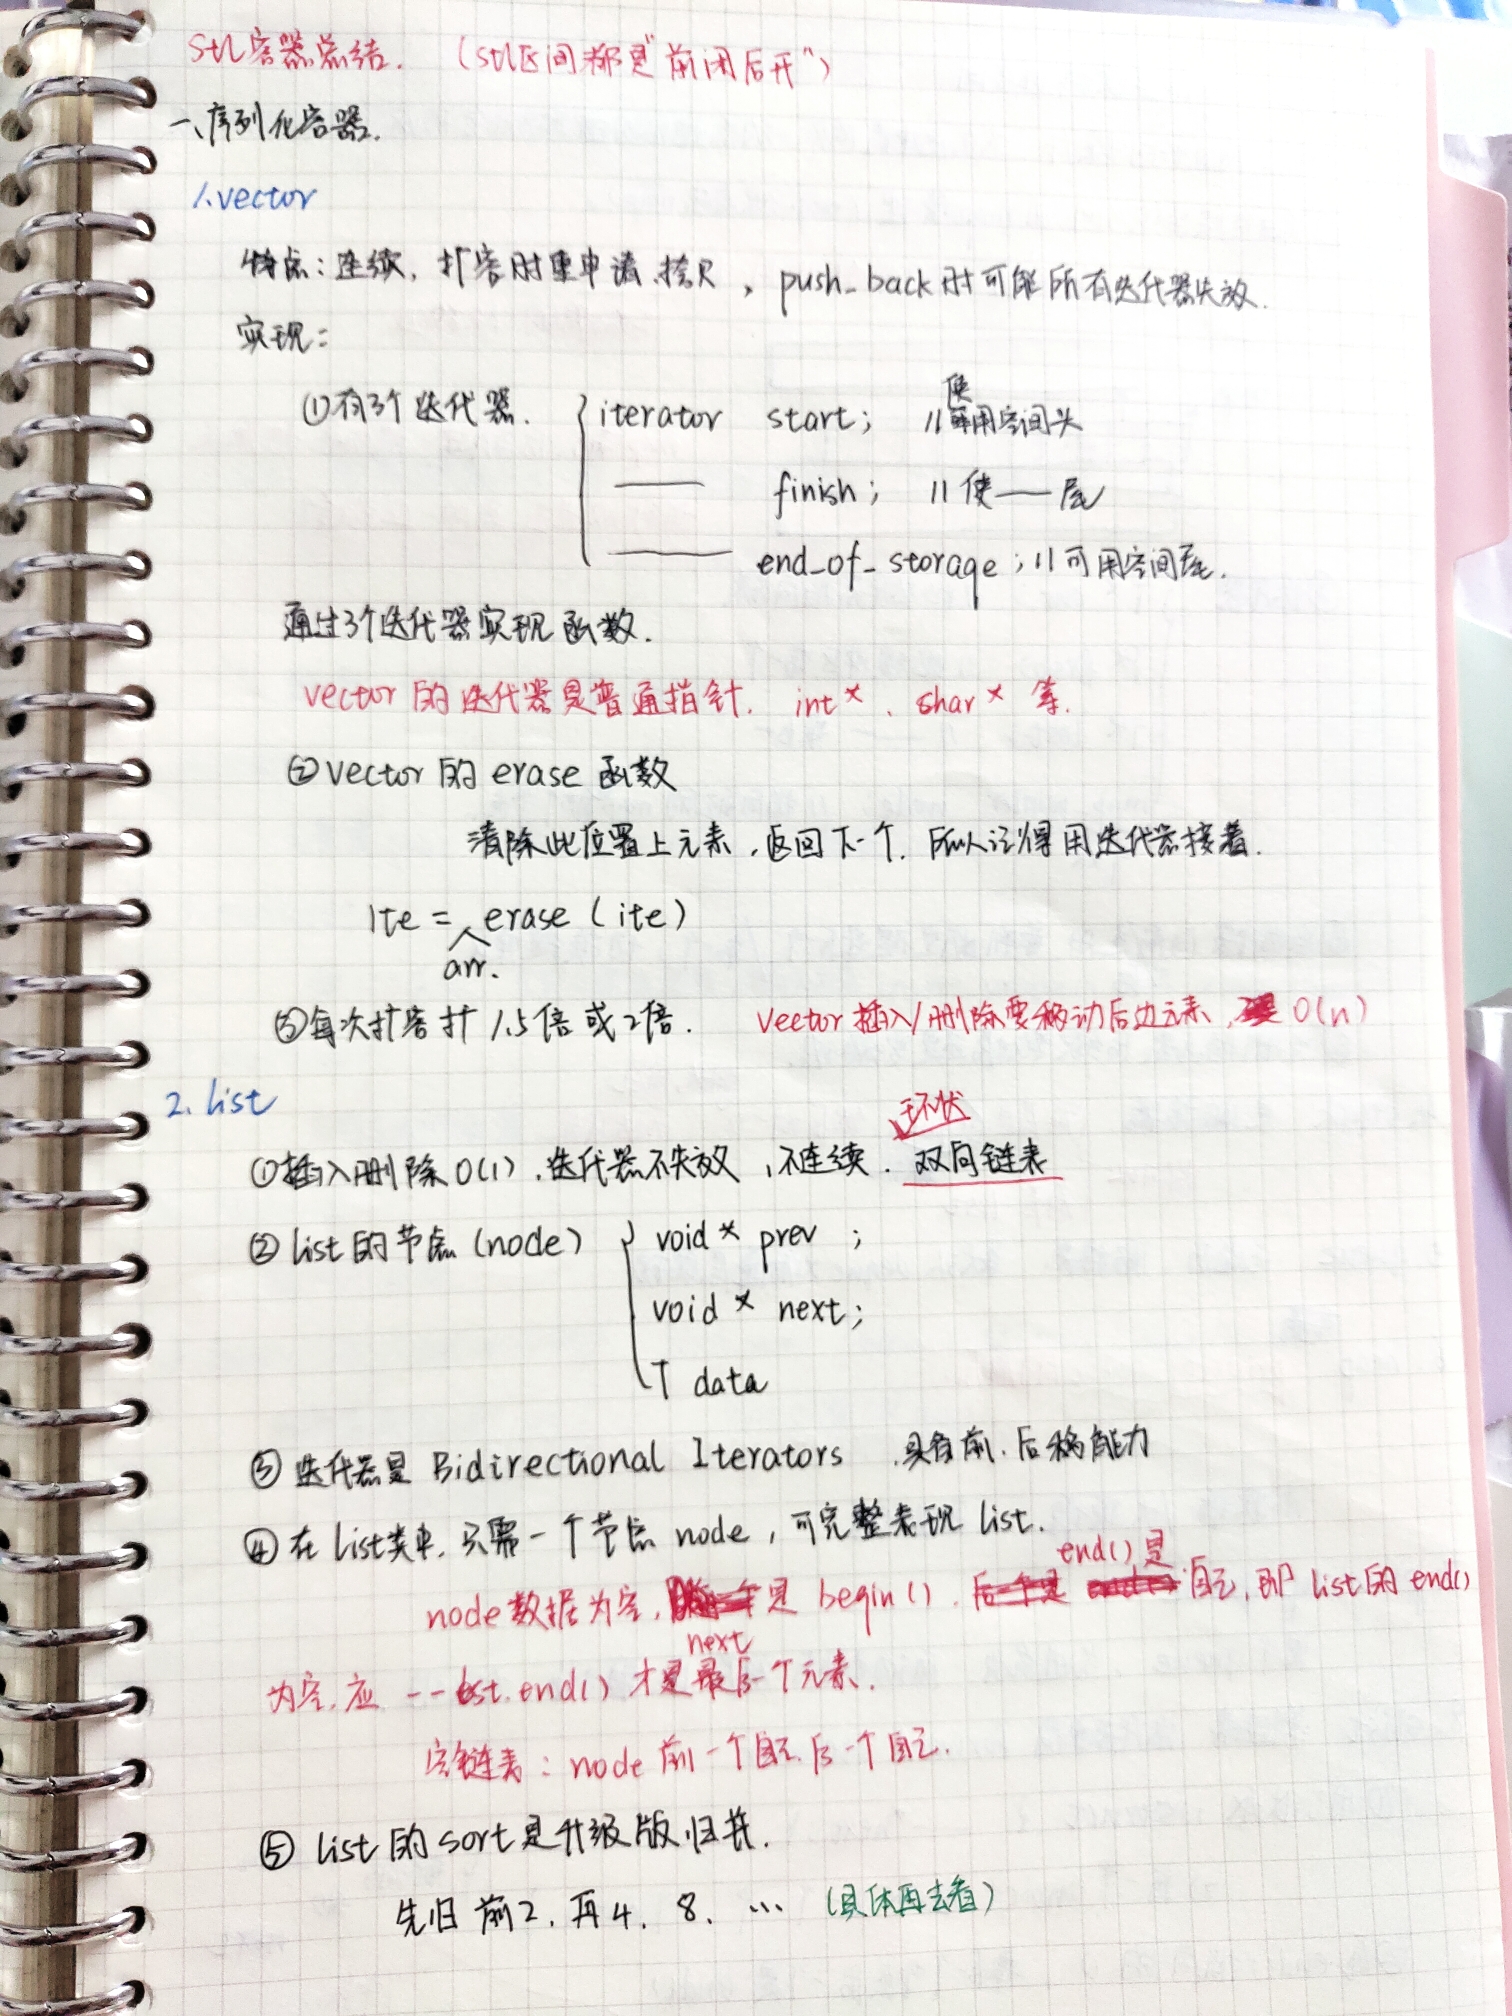 stl容器总结. (stl区间都是"前闭后开")
一、序列化容器.
1.vector
特点：连续，扩容时重申请、拷贝，push_back时可能所有迭代器失效.
实现：
①有3个迭代器. iterator start; //使用空间头
—— finish; //使——尾
—— end_of_storage; //可用空间尾.
通过3个迭代器实现函数.
vector的迭代器是普通指针. int*、shar*等.
②vector的erase函数
清除此位置上元素,返回下一个.所以记得用迭代器接着.
ite = arr. erase (ite)
③每次扩容扩1.5倍或2倍. vector插入/删除要移动后边元素, O(n)
2. list
①插入删除O(1).迭代器不失效,不连续. 环状双向链表
②list的节点(node) void* prev ;
void* next;
T data
③迭代器是 Bidirectional Iterators .具有前、后移能力
④在list类中,只需一个节点node,可完整表现list.
node数据为空, next是begin(). end()是自己,即list的end()
为空,应 --lst.end()才是最后一个元素.
空链表: node前一个自己.后一个自己.
⑤ list的sort是升级版归并.
先归前2.再4. 8. … (具体再去看)